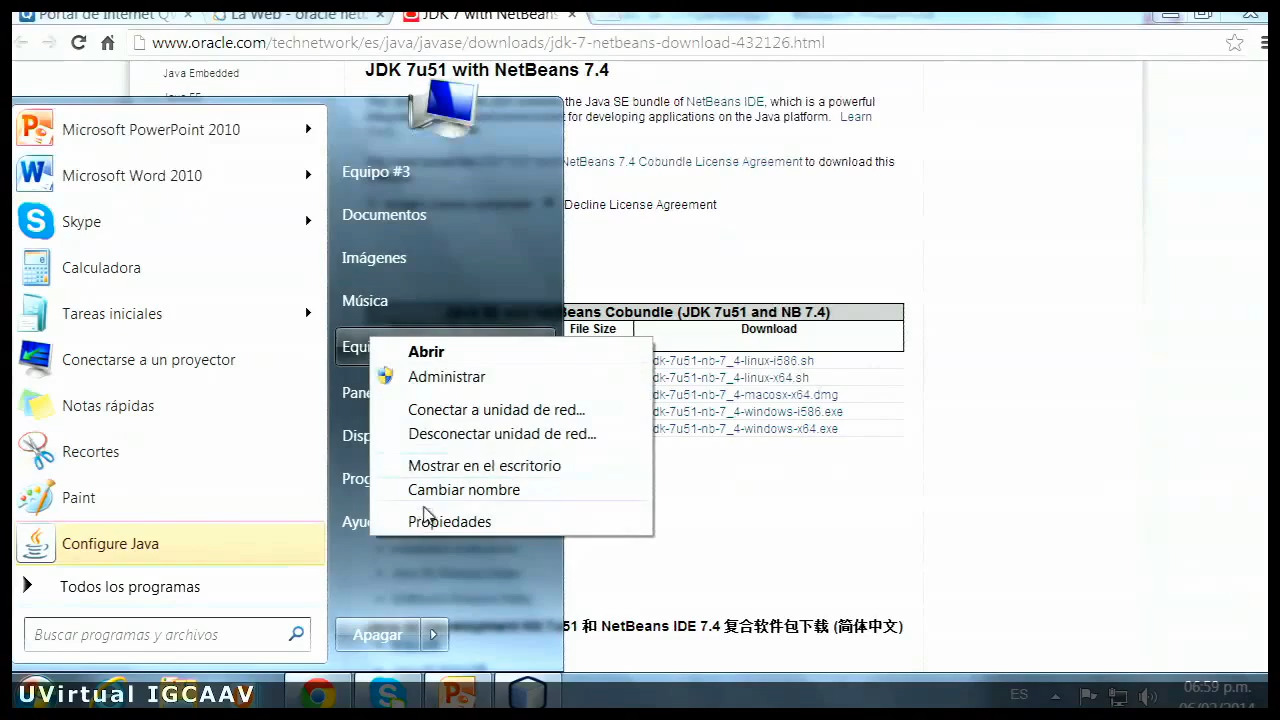 Portal de Internet
La Web - oracle net
JDK 7 with NetBeans
www.oracle.com/technetwork/es/java/javase/downloads/jdk-7-netbeans-download-432126.html
Java Embedded
JDK 7u51 with NetBeans 7.4
the Java SE bundle of NetBeans IDE, which is a powerful
for developing applications on the Java platform. Learn
NetBeans 7.4 Cobundle License Agreement to download this
Decline License Agreement
Microsoft PowerPoint 2010
Microsoft Word 2010
Skype
Calculadora
Tareas iniciales
Conectarse a un proyector
Notas rápidas
Recortes
Paint
Configure Java
Todos los programas
Buscar programas y archivos
Equipo #3
Documentos
Imágenes
Música
Equi
Pane
Disp
Prog
Ayu
Apagar
Abrir
Administrar
Conectar a unidad de red...
Desconectar unidad de red...
Mostrar en el escritorio
Cambiar nombre
Propiedades
Beans Cobundle (JDK 7u51 and NB 7.4)
File Size Download
dk-7u51-nb-7_4-linux-i586.sh
dk-7u51-nb-7_4-linux-x64.sh
dk-7u51-nb-7_4-macosx-x64.dmg
dk-7u51-nb-7_4-windows-i586.exe
dk-7u51-nb-7_4-windows-x64.exe
7u51 和 NetBeans IDE 7.4 复合软件包下载 (简体中文)
UVirtual IGCAAV
ES
06:59 p.m.